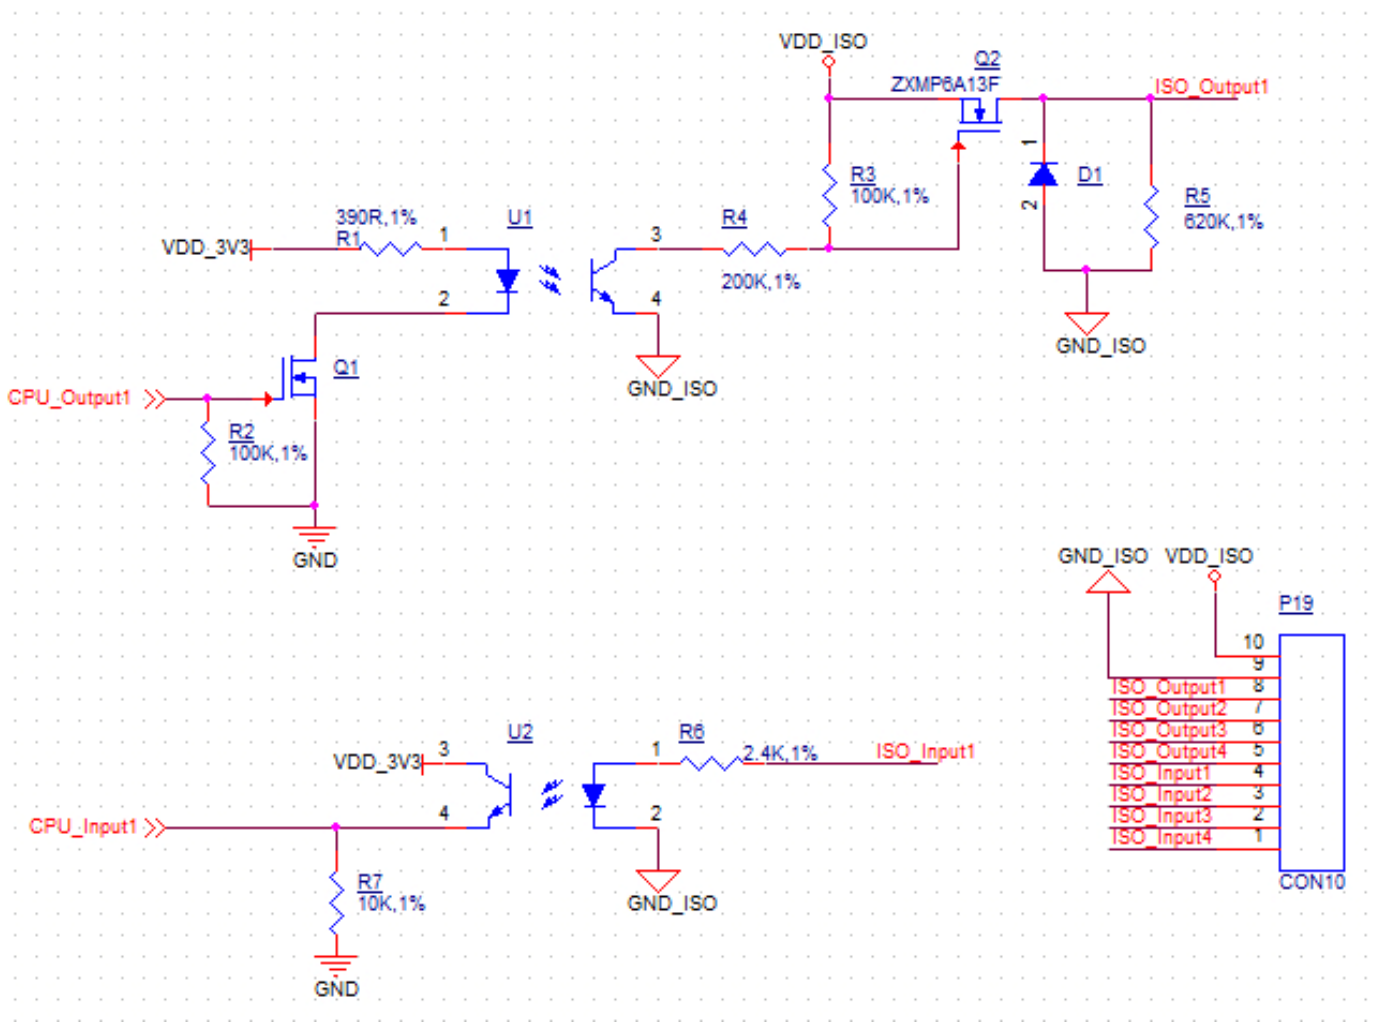 VDD_ISO
Q2
ZXMP6A13F
ISO_Output1
1
2
D1
R3
100K,1%
R5
620K,1%
390R,1%
R1
VDD_3V3
1
2
U1
3
4
R4
200K,1%
GND_ISO
GND_ISO
Q1
CPU_Output1
R2
100K,1%
GND
GND_ISO
VDD_ISO
P19
10
9
ISO_Output1 8
ISO_Output2 7
ISO_Output3 6
ISO_Output4 5
ISO_Input1 4
ISO_Input2 3
ISO_Input3 2
ISO_Input4 1
CON10
U2
VDD_3V3
3
4
1
2
R6
2.4K,1%
ISO_Input1
CPU_Input1
R7
10K,1%
GND
GND_ISO